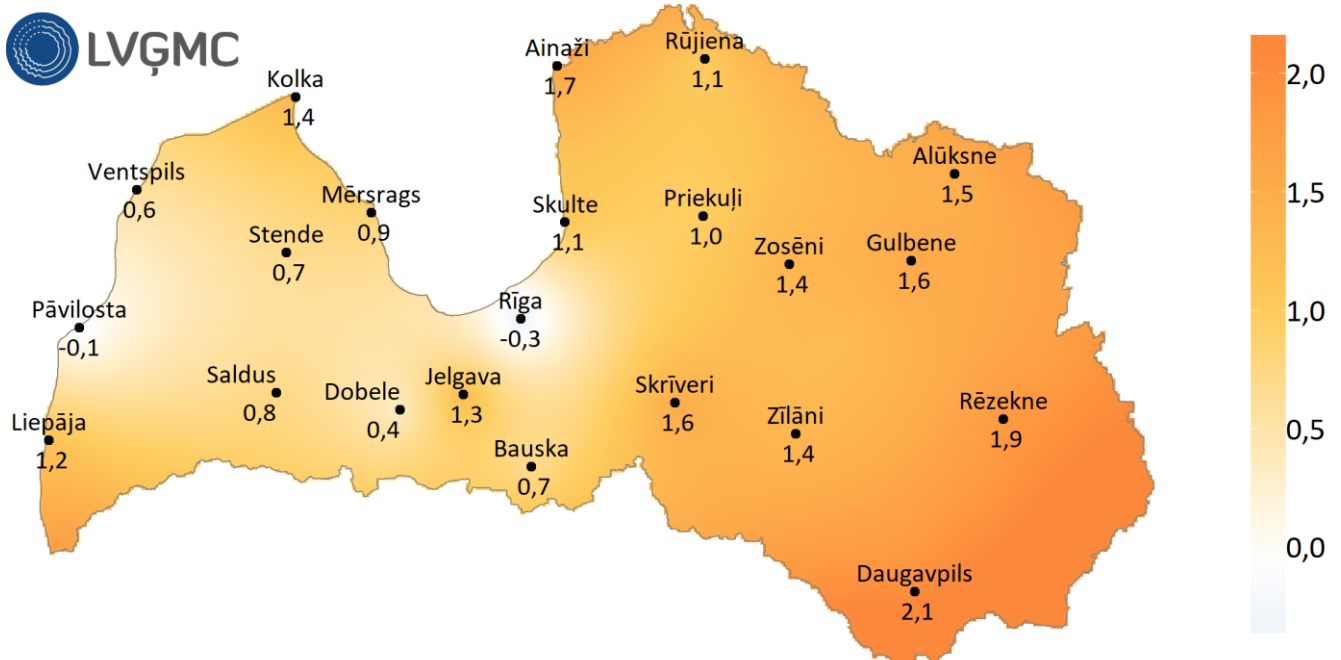 LVĢMC
Kolka
1,4
Ainaži
1,7
Rūjiena
1,1
Ventspils
0,6
Mērsrags
0,9
Stende
0,7
Skulte
1,1
Priekuļi
1,0
Alūksne
1,5
Zosēni
1,4
Gulbene
1,6
Pāvilosta
-0,1
Rīga
-0,3
Saldus
0,8
Dobele
0,4
Jelgava
1,3
Skrīveri
1,6
Zīlāni
1,4
Rēzekne
1,9
Liepāja
1,2
Bauska
0,7
Daugavpils
2,1
2,0
1,5
1,0
0,5
0,0